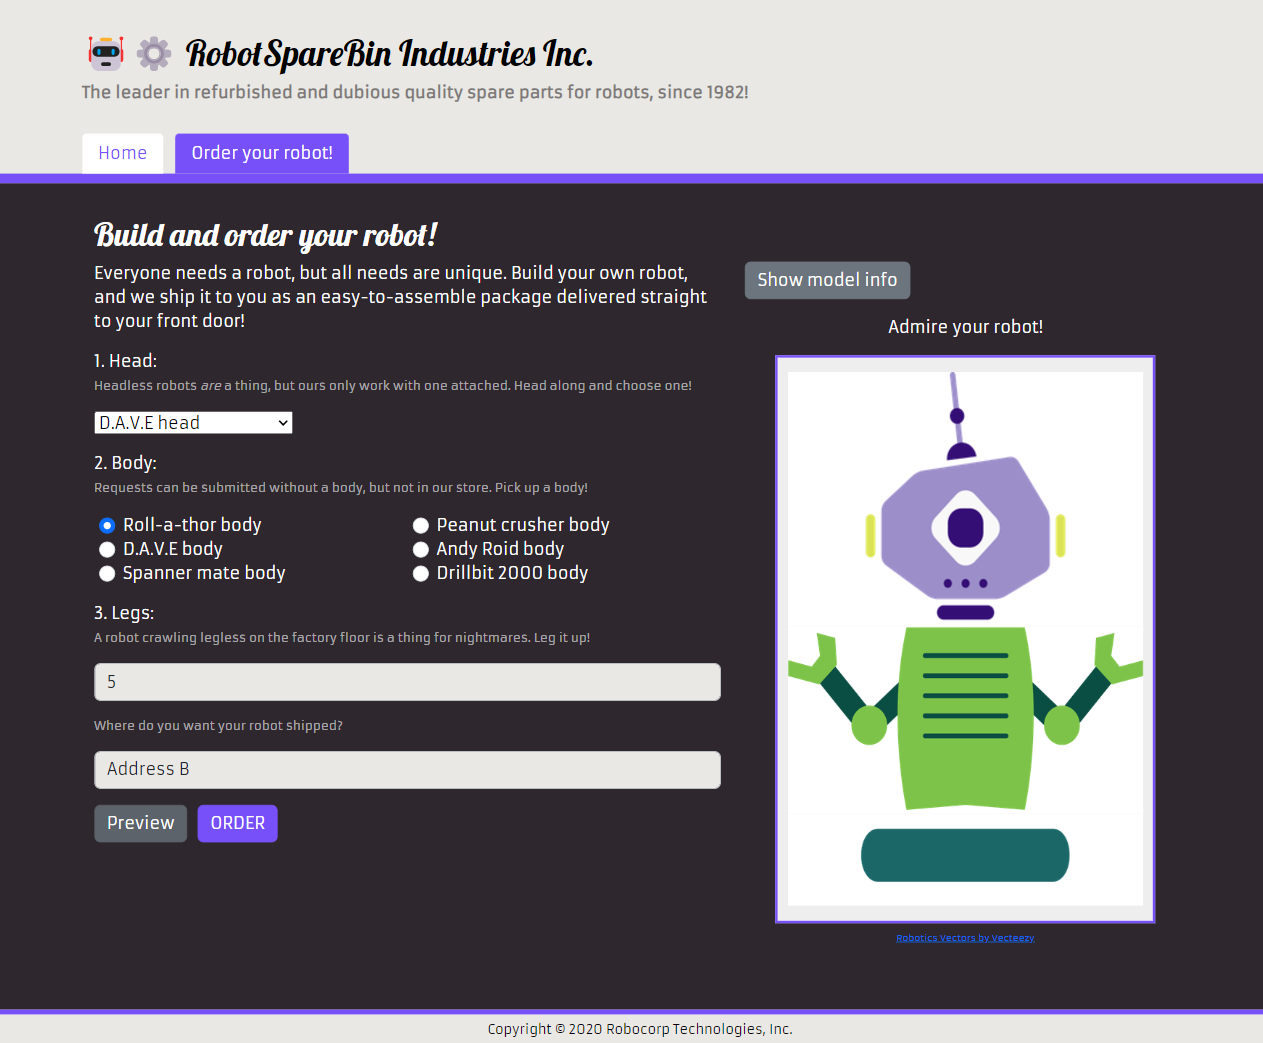 RobotSpareBin Industries Inc.
The leader in refurbished and dubious quality spare parts for robots, since 1982!
Home
Order your robot!
Build and order your robot!
Everyone needs a robot, but all needs are unique. Build your own robot,
and we ship it to you as an easy-to-assemble package delivered straight
to your front door!
1. Head:
Headless robots are a thing, but ours only work with one attached. Head along and choose one!
D.A.V.E head
2. Body:
Requests can be submitted without a body, but not in our store. Pick up a body!
Roll-a-thor body
Peanut crusher body
D.A.V.E body
Andy Roid body
Spanner mate body
Drillbit 2000 body
3. Legs:
A robot crawling legless on the factory floor is a thing for nightmares. Leg it up!
5
Where do you want your robot shipped?
Address B
Preview
ORDER
Show model info
Admire your robot!
Robotics Vectors by Vecteezy
Copyright © 2020 Robocorp Technologies, Inc.